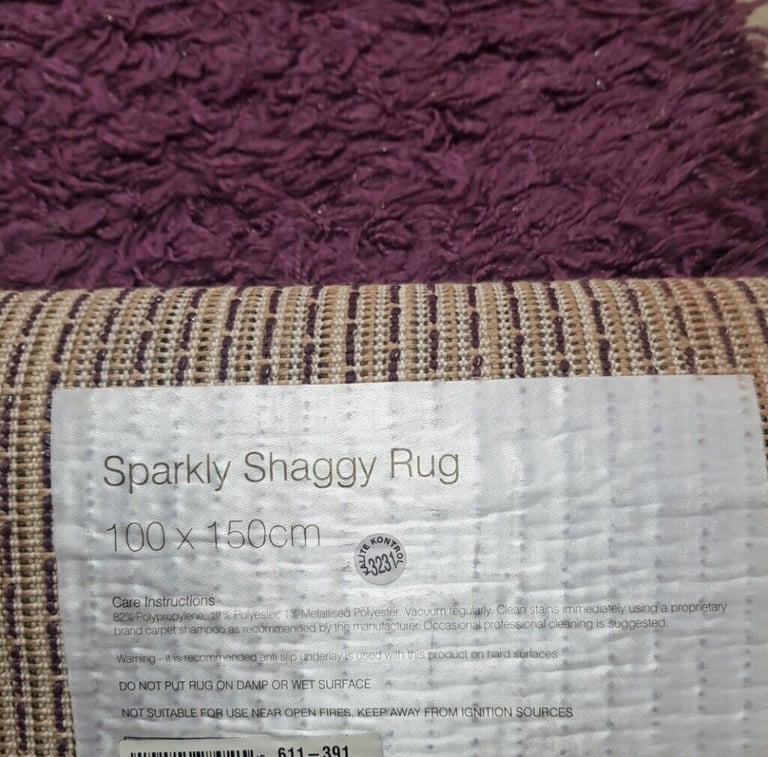 Sparkly Shaggy Rug
100 x 150cm
ALİTE KONTROL
3231
Care Instructions
82% Polypropylene, 17% Polyester, 1% Metallised Polyester. Vacuum regularly. Clean stains immediately using a proprietary
brand carpet shampoo as recommended by the manufacturer. Occasional professional cleaning is suggested.
Warning - it is recommended anti slip underlay is used with this product on hard surfaces
DO NOT PUT RUG ON DAMP OR WET SURFACE
NOT SUITABLE FOR USE NEAR OPEN FIRES, KEEP AWAY FROM IGNITION SOURCES
611-391